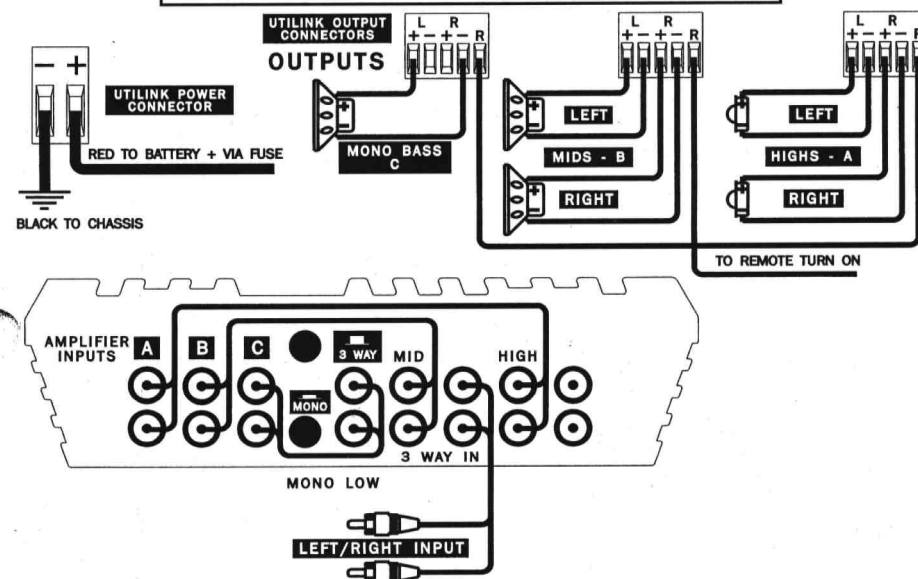 UTILINK OUTPUT
CONNECTORS
OUTPUTS
L R
+ - + - R
L R
+ - + - R
L R
+ - + - R
- +
UTILINK POWER
CONNECTOR
RED TO BATTERY + VIA FUSE
BLACK TO CHASSIS
+
-
MONO BASS
C
+
-
LEFT
MIDS - B
+
-
RIGHT
+
-
LEFT
HIGHS - A
+
-
RIGHT
TO REMOTE TURN ON
AMPLIFIER
INPUTS
A
B
C
3 WAY
MID
HIGH
MONO
3 WAY IN
MONO LOW
LEFT/RIGHT INPUT